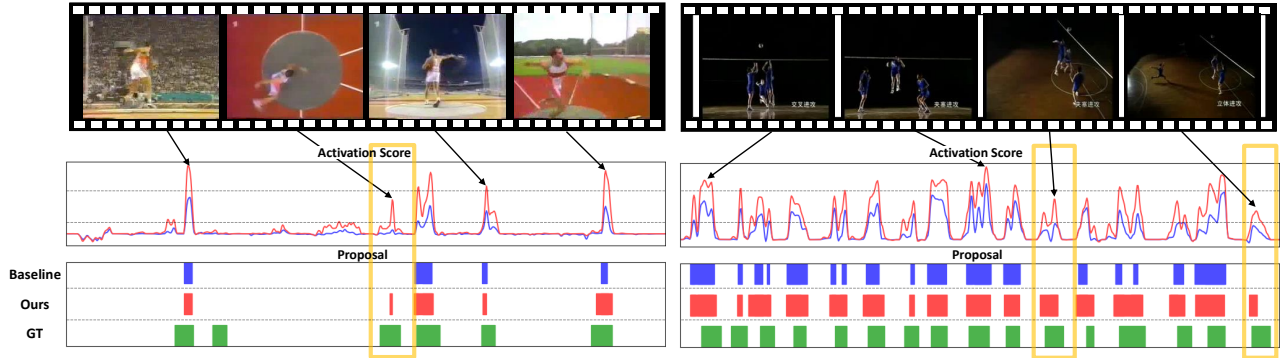 交叉进攻
夹塞进攻
夹塞进攻
立体进攻
Activation Score
Activation Score
Proposal
Proposal
Baseline
Ours
GT